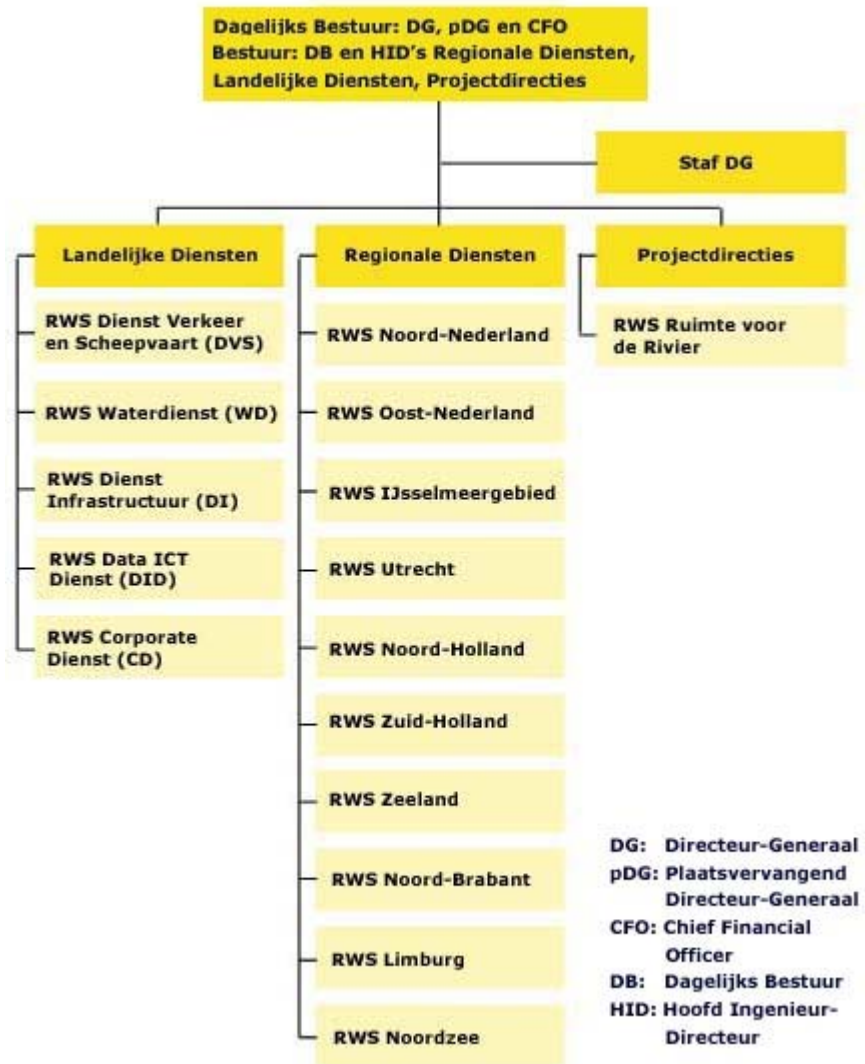 Dagelijks Bestuur: DG, pDG en CFO
Bestuur: DB en HID's Regionale Diensten,
Landelijke Diensten, Projectdirecties
Staf DG
Landelijke Diensten
RWS Dienst Verkeer
en Scheepvaart (DVS)
RWS Waterdienst (WD)
RWS Dienst
Infrastructuur (DI)
RWS Data ICT
Dienst (DID)
RWS Corporate
Dienst (CD)
Regionale Diensten
RWS Noord-Nederland
RWS Oost-Nederland
RWS IJsselmeergebied
RWS Utrecht
RWS Noord-Holland
RWS Zuid-Holland
RWS Zeeland
RWS Noord-Brabant
RWS Limburg
RWS Noordzee
Projectdirecties
RWS Ruimte voor
de Rivier
DG: Directeur-Generaal
pDG: Plaatsvervangend
Directeur-Generaal
CFO: Chief Financial
Officer
DB: Dagelijks Bestuur
HID: Hoofd Ingenieur-
Directeur